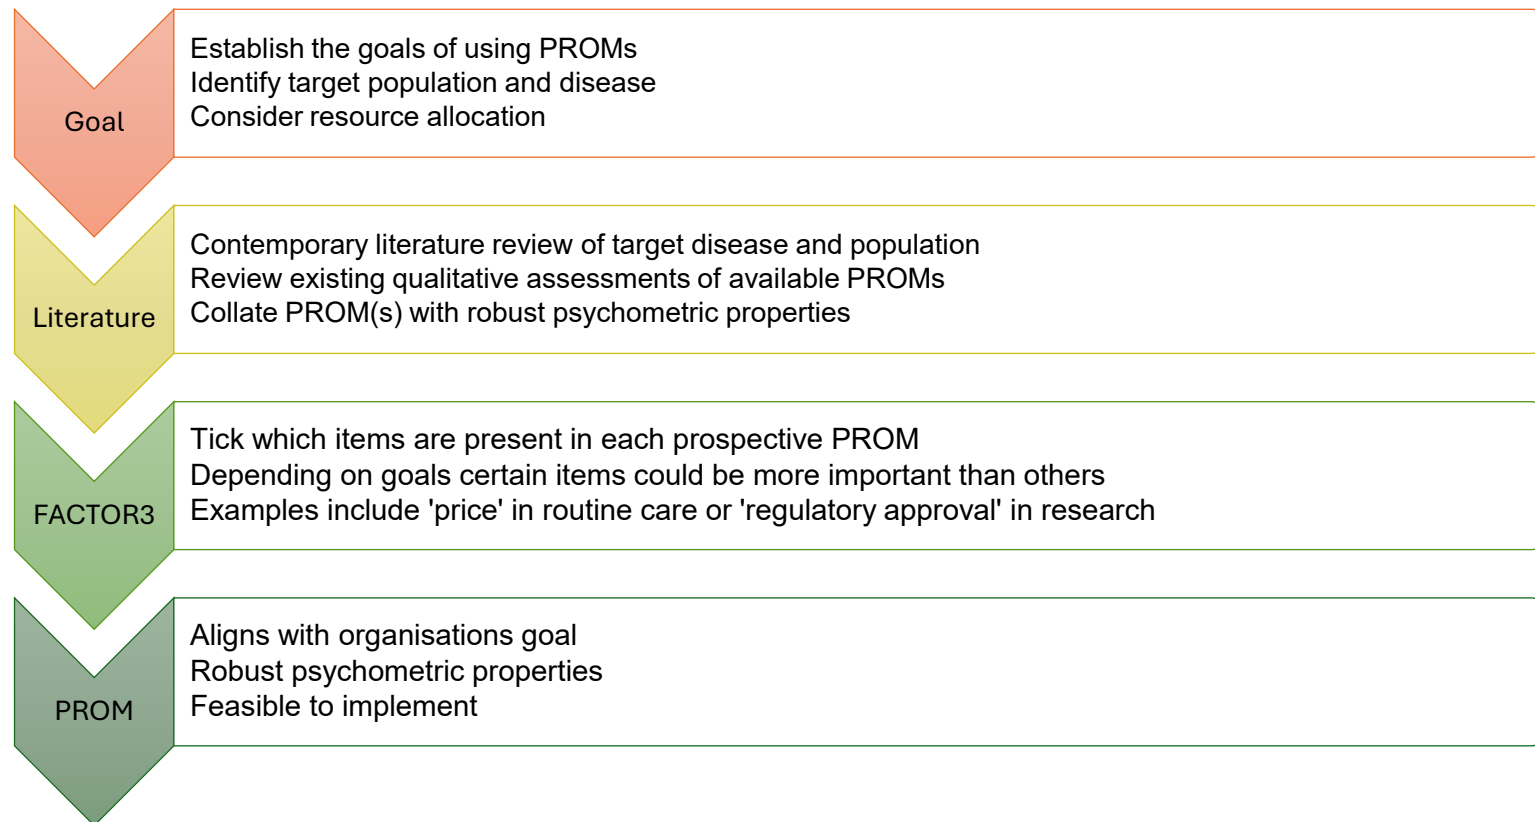 Goal
Establish the goals of using PROMs
Identify target population and disease
Consider resource allocation
Literature
Contemporary literature review of target disease and population
Review existing qualitative assessments of available PROMs
Collate PROM(s) with robust psychometric properties
FACTOR3
Tick which items are present in each prospective PROM
Depending on goals certain items could be more important than others
Examples include 'price' in routine care or 'regulatory approval' in research
PROM
Aligns with organisations goal
Robust psychometric properties
Feasible to implement